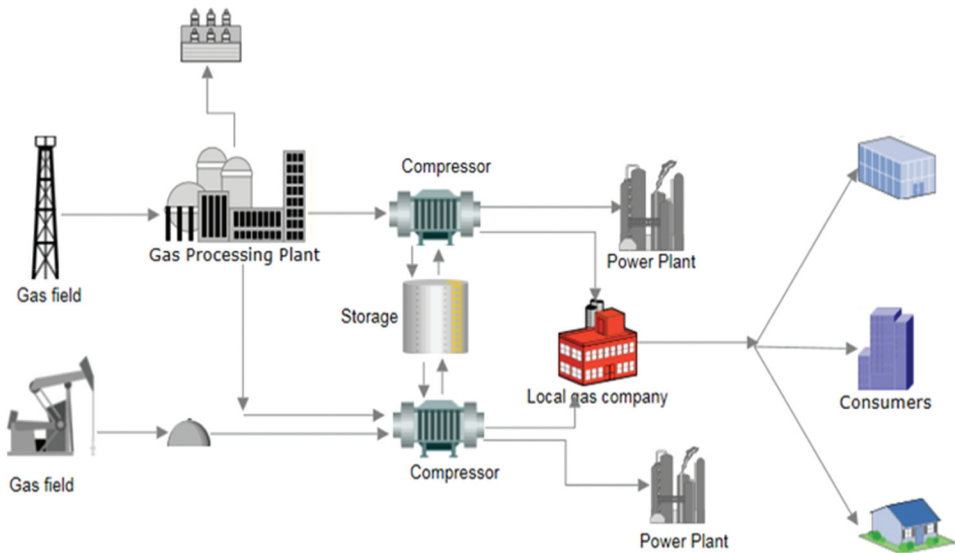 Compressor
Gas Processing Plant
Power Plant
Gas field
Storage
Local gas company
Consumers
Compressor
Gas field
Power Plant